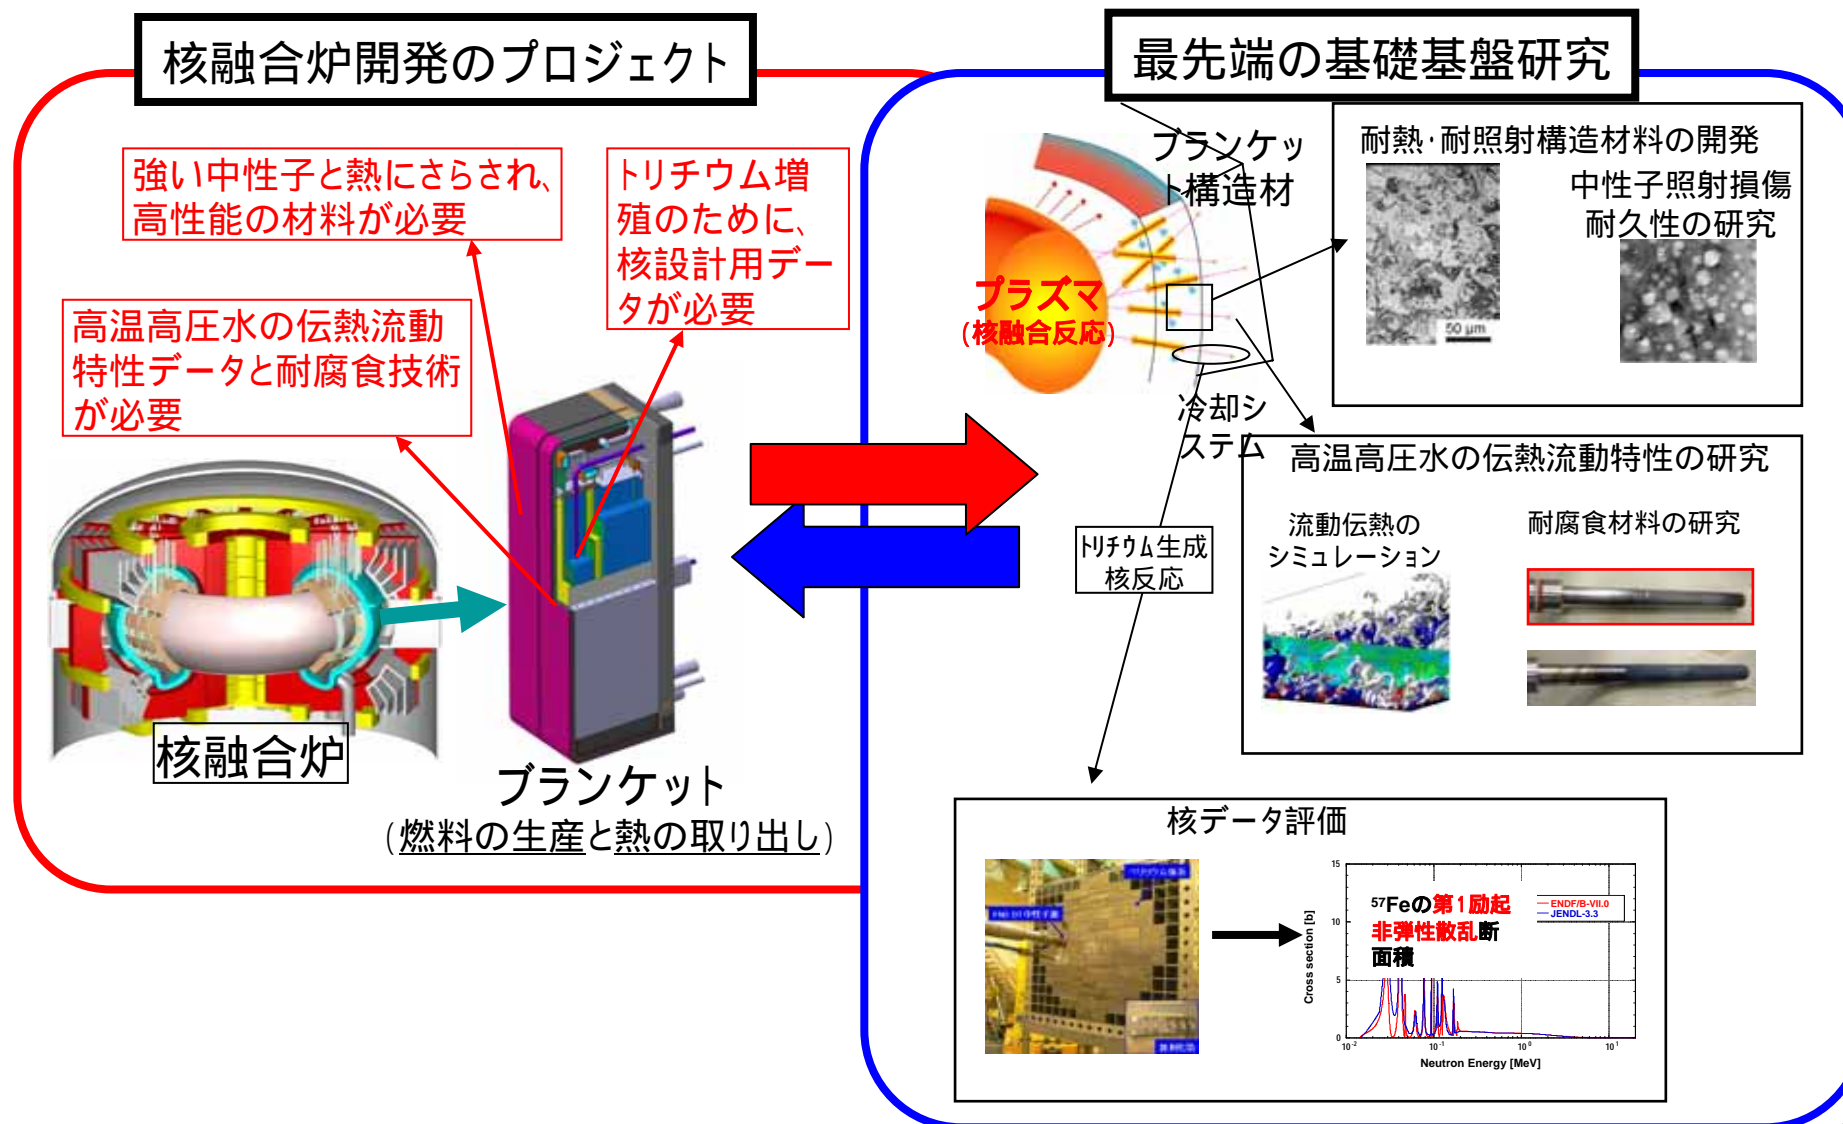 核融合炉開発のプロジェクト
強い中性子と熱にさらされ、
高性能の材料が必要
トリチウム増
殖のために、
核設計用デー
タが必要
高温高圧水の伝熱流動
特性データと耐腐食技術
が必要
核融合炉
ブランケット
(燃料の生産と熱の取り出し)
最先端の基礎基盤研究
ブランケッ
ト構造材
プラズマ
(核融合反応)
冷却シ
ステム
トリチウム生成
核反応
耐熱・耐照射構造材料の開発
中性子照射損傷
耐久性の研究
50 μm
高温高圧水の伝熱流動特性の研究
流動伝熱の
シミュレーション
耐腐食材料の研究
核データ評価
57Feの第1励起
非弾性散乱断
面積
ENDF/B-VII.0
JENDL-3.3
Cross section [b]
15
10
5
0
10-2
10-1
100
101
Neutron Energy [MeV]